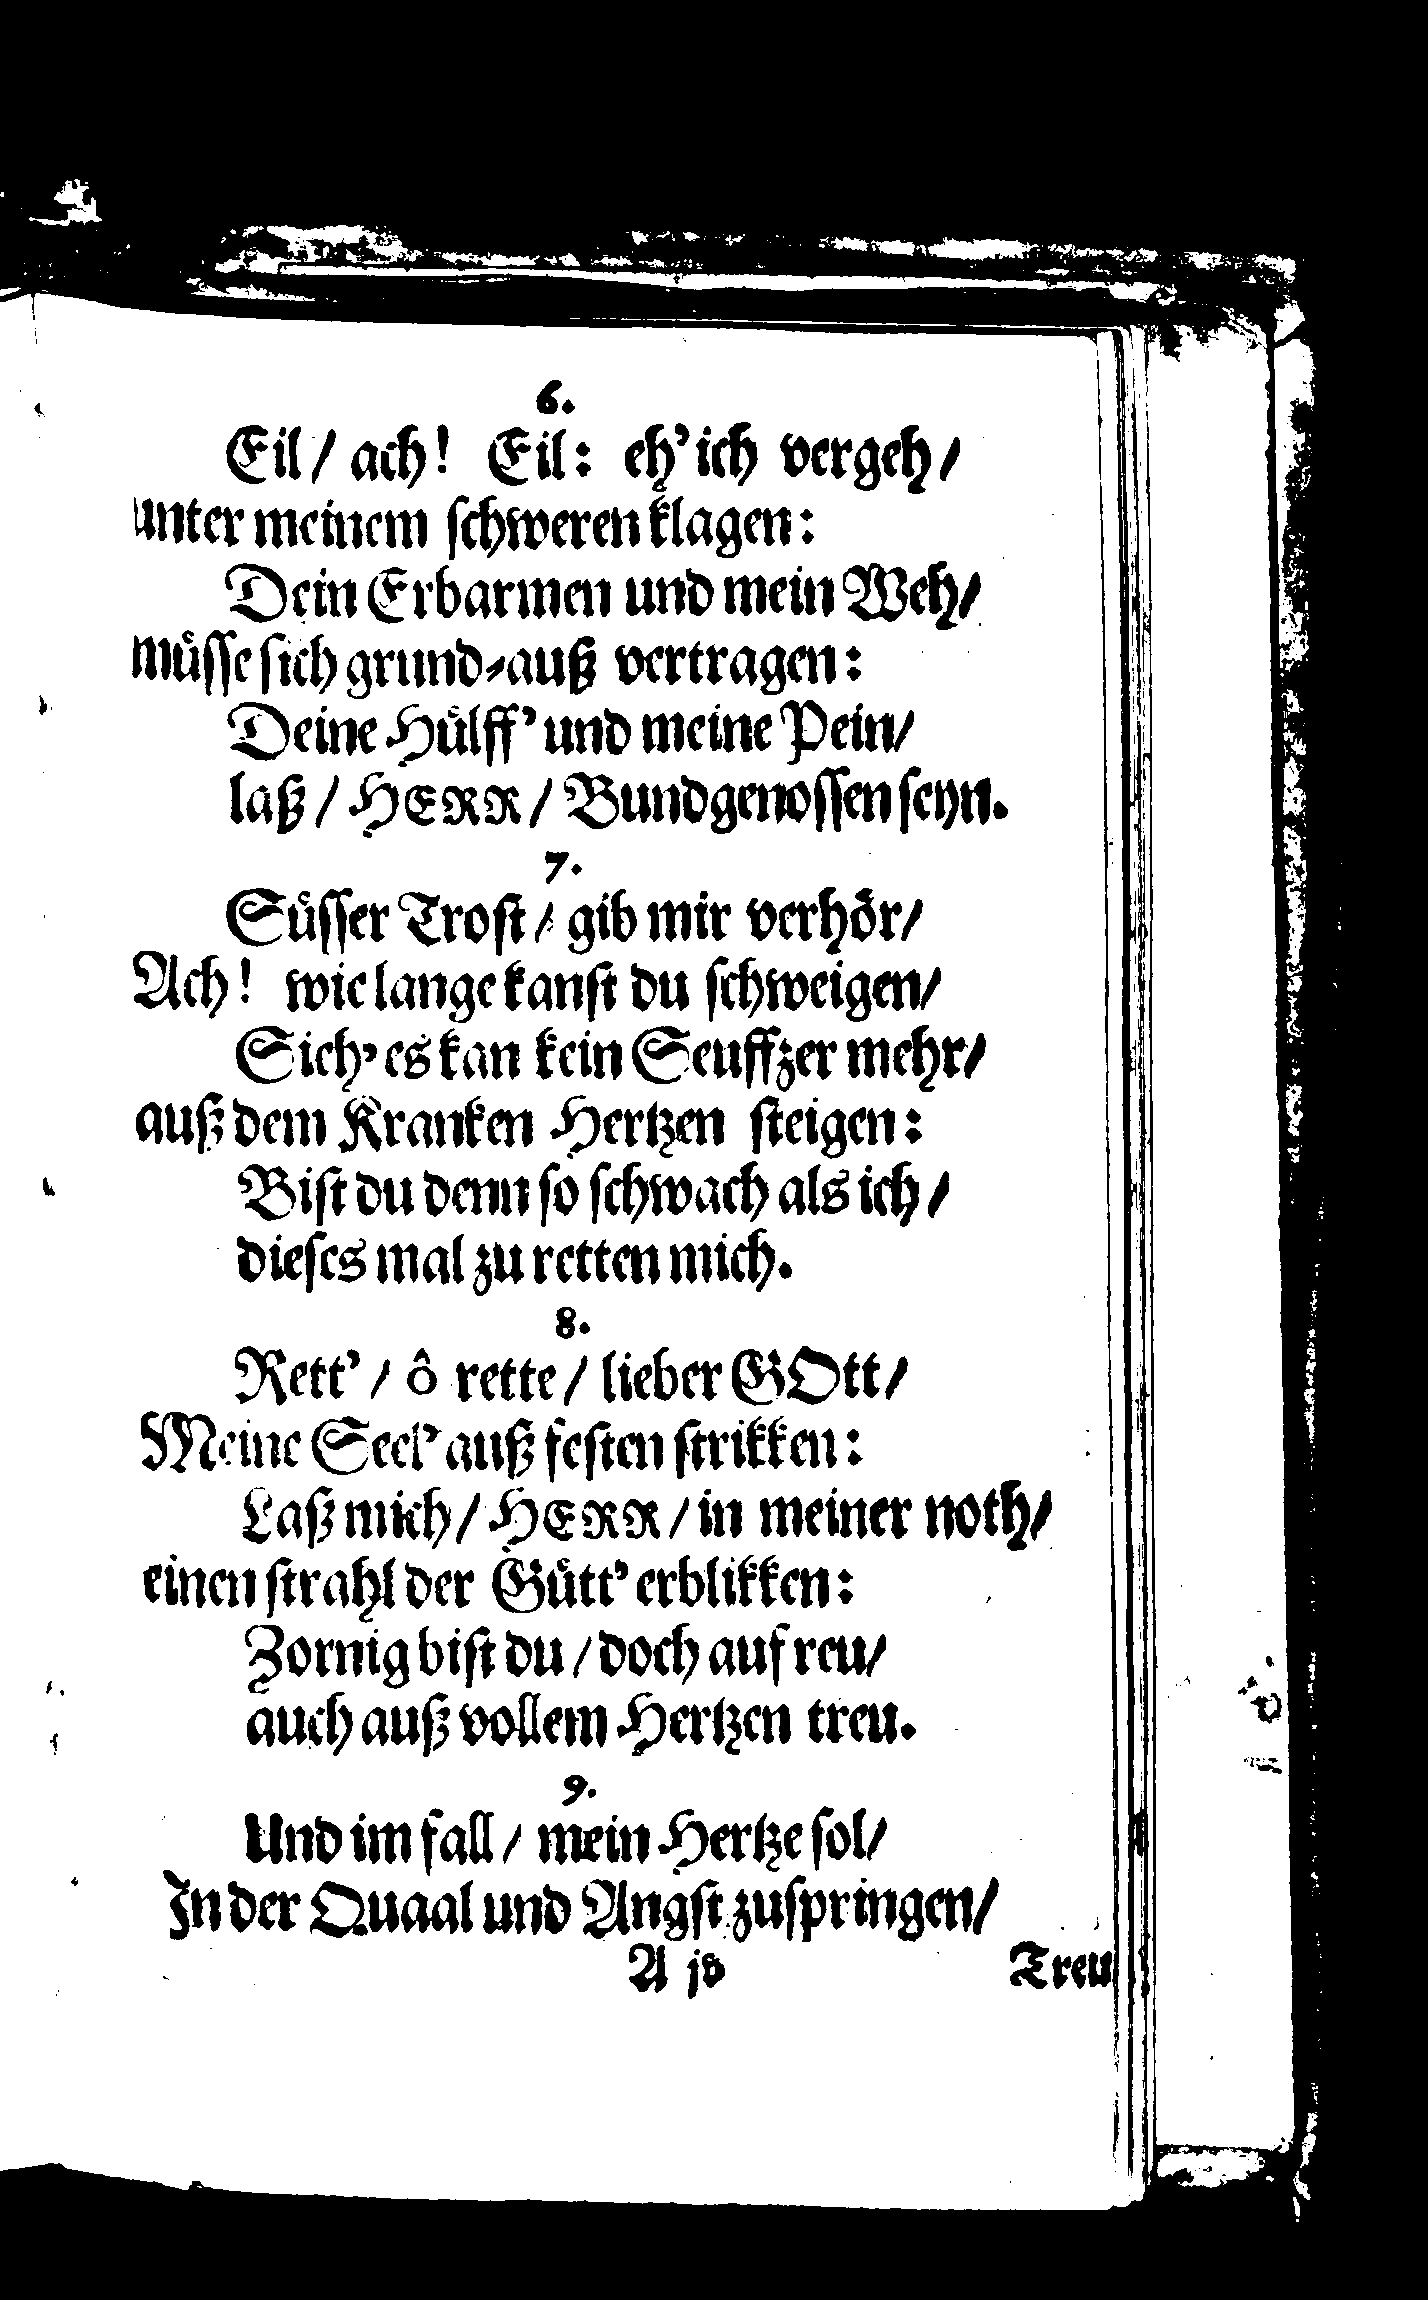 6.
Eil / ach! Eil: eh' ich vergeh /
unter meinem schweren klagen:
Dein Erbarmen und mein Weh /
müsse sich grund-auß vertragen:
Deine Hülff' und meine Pein /
laß / HERR / Bundgenossen seyn.
7.
Süsser Trost / gib mir verhör /
Ach! wie lange kanst du schweigen /
Sieh' es kan kein Seuffzer mehr /
auß dem Kranken Hertzen steigen:
Bist du denn so schwach als ich /
dieses mal zu retten mich.
8.
Rett' / ô rette / lieber GOtt /
Meine Seel' auß festen strikken:
Laß mich / HERR / in meiner noth /
einen strahl der Gütt' erblikken:
Zornig bist du / doch auf reu /
auch auß vollem Hertzen treu.
9.
Und im fall / mein Hertze sol /
In der Quaal und Angst zuspringen /
A Treu